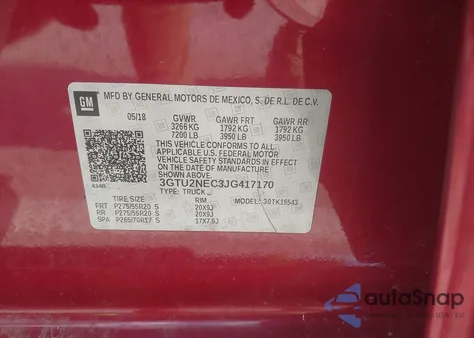 GM
MFD BY GENERAL MOTORS DE MEXICO, S. DE R.L. DE C.V.
05/18 GVWR GAWR FRT GAWR RR
3266 KG 1792 KG 1792 KG
7200 LB 3950 LB 3950 LB
THIS VEHICLE CONFORMS TO ALL APPLICABLE U.S. FEDERAL MOTOR
VEHICLE SAFETY STANDARDS IN EFFECT
ON THE DATE OF MANUFACTURE SHOWN ABOVE.
3GTU2NEC3JG417170
TYPE: TRUCK MODEL: 30TK15543
TIRE SIZE RIM
FRT P275/55R20 S 20X9J
RR P275/55R20 S 20X9J
SPA P265/70R17 S 17X7.5J
autoSnap